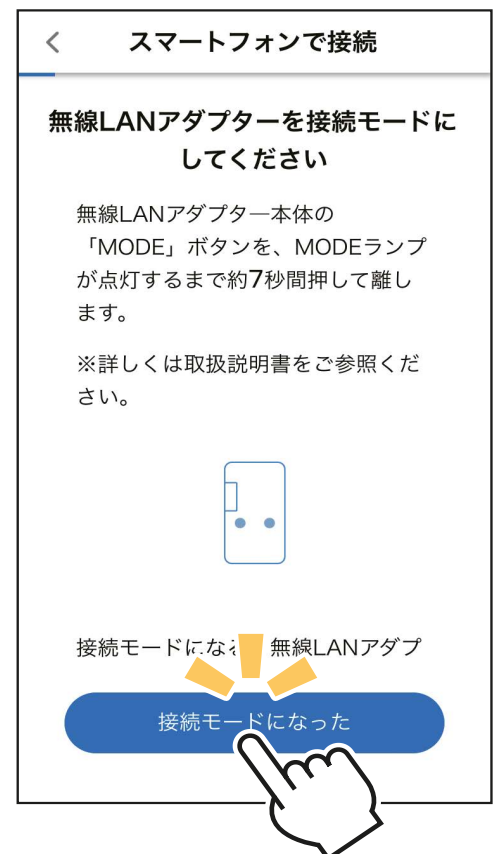 スマートフォンで接続
無線LANアダプターを接続モードに
してください
無線LANアダプター本体の
「MODE」ボタンを、MODEランプ
が点灯するまで約7秒間押して離し
ます。
※詳しくは取扱説明書をご参照くだ
さい。
接続モードになる 無線LANアダプ
接続モードになった